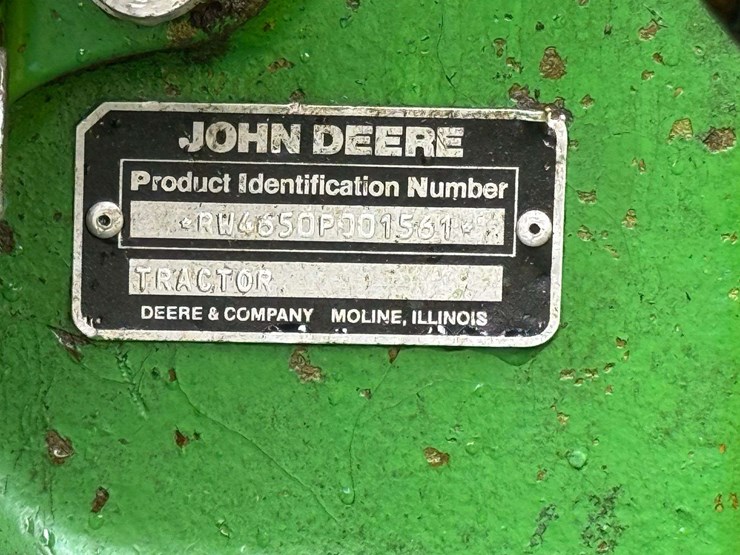 JOHN DEERE
Product Identification Number
*RW4650P001561*
TRACTOR
DEERE & COMPANY MOLINE, ILLINOIS